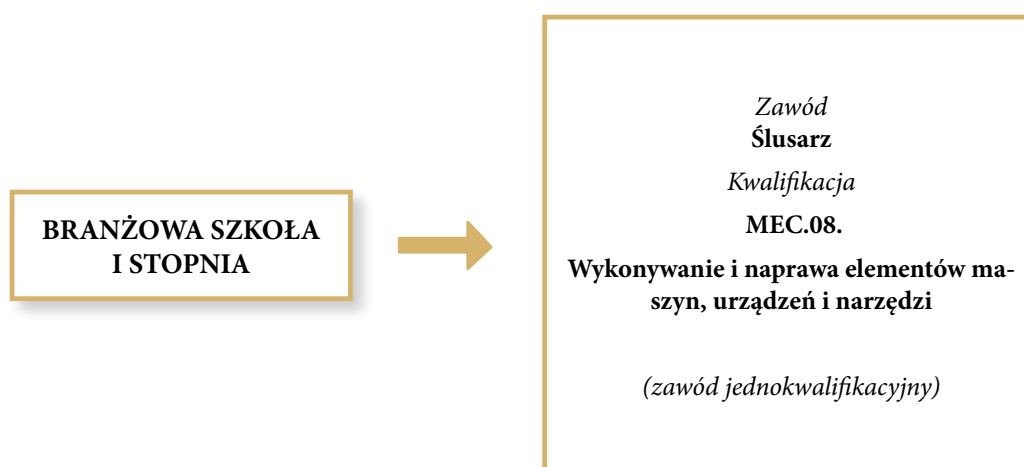 BRANŻOWA SZKOŁA
I STOPNIA
Zawód
Ślusarz
Kwalifikacja
MEC.08.
Wykonywanie i naprawa elementów ma-
szyn, urządzeń i narzędzi
(zawód jednokwalifikacyjny)